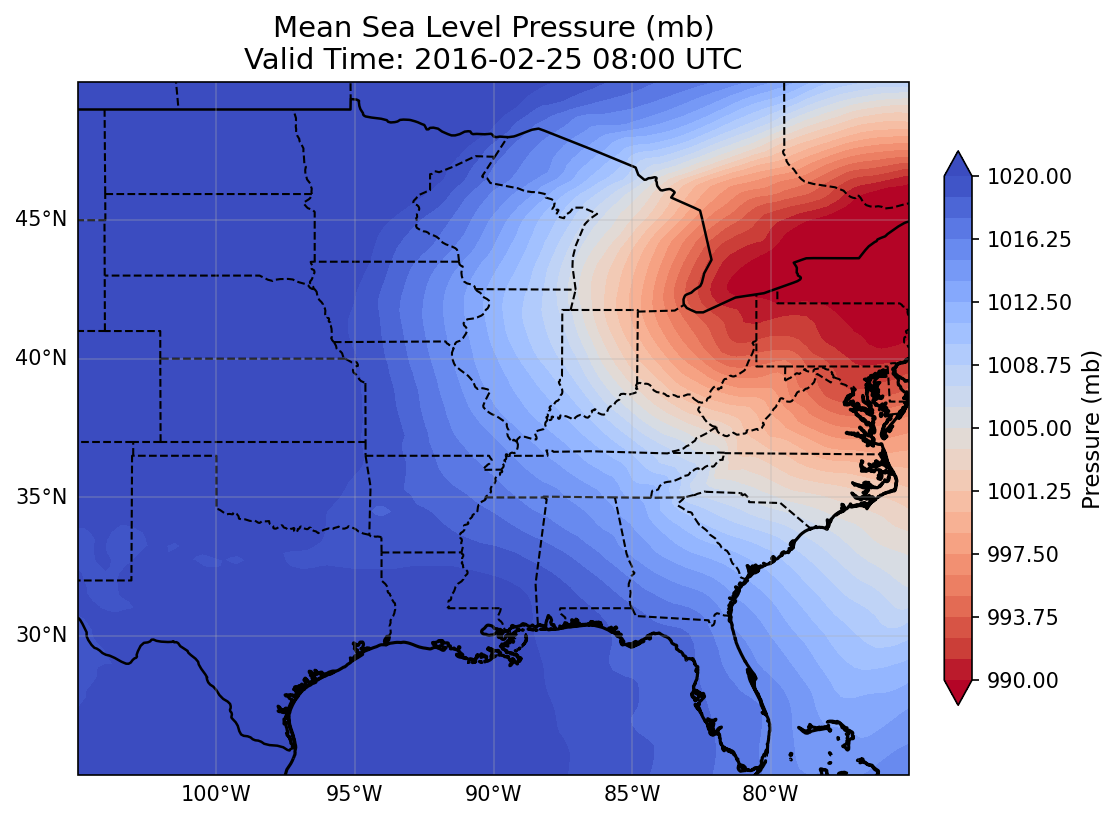 Mean Sea Level Pressure (mb)
Valid Time: 2016-02-25 08:00 UTC
45°N
40°N
35°N
30°N
100°W
95°W
90°W
85°W
80°W
1020.00
1016.25
1012.50
1008.75
1005.00
1001.25
997.50
993.75
990.00
Pressure (mb)